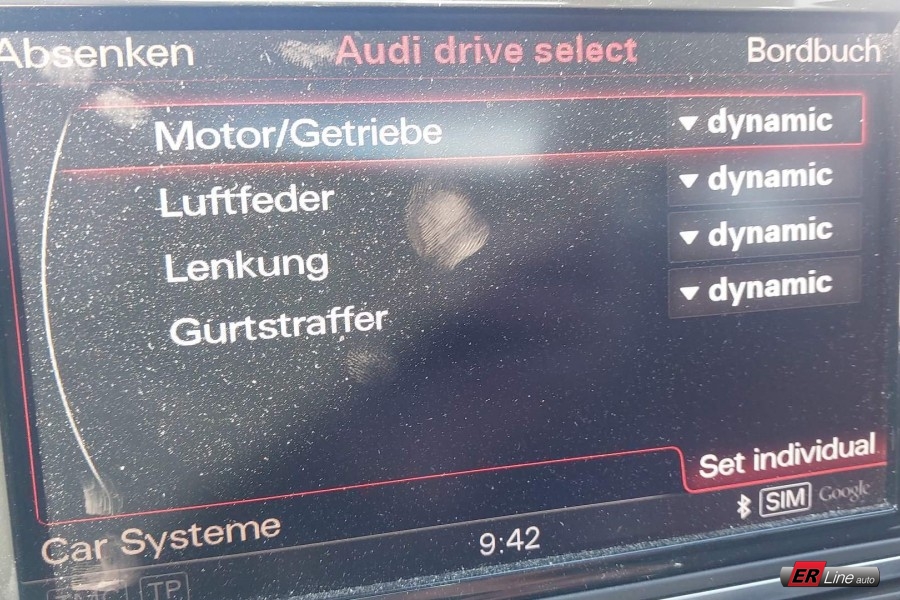 Absenken Audi drive select Bordbuch
Motor/Getriebe dynamic
Luftfeder dynamic
Lenkung dynamic
Gurtstraffer dynamic
Set individual
Car Systeme 9:42 SIM Google
TP
ER Line auto